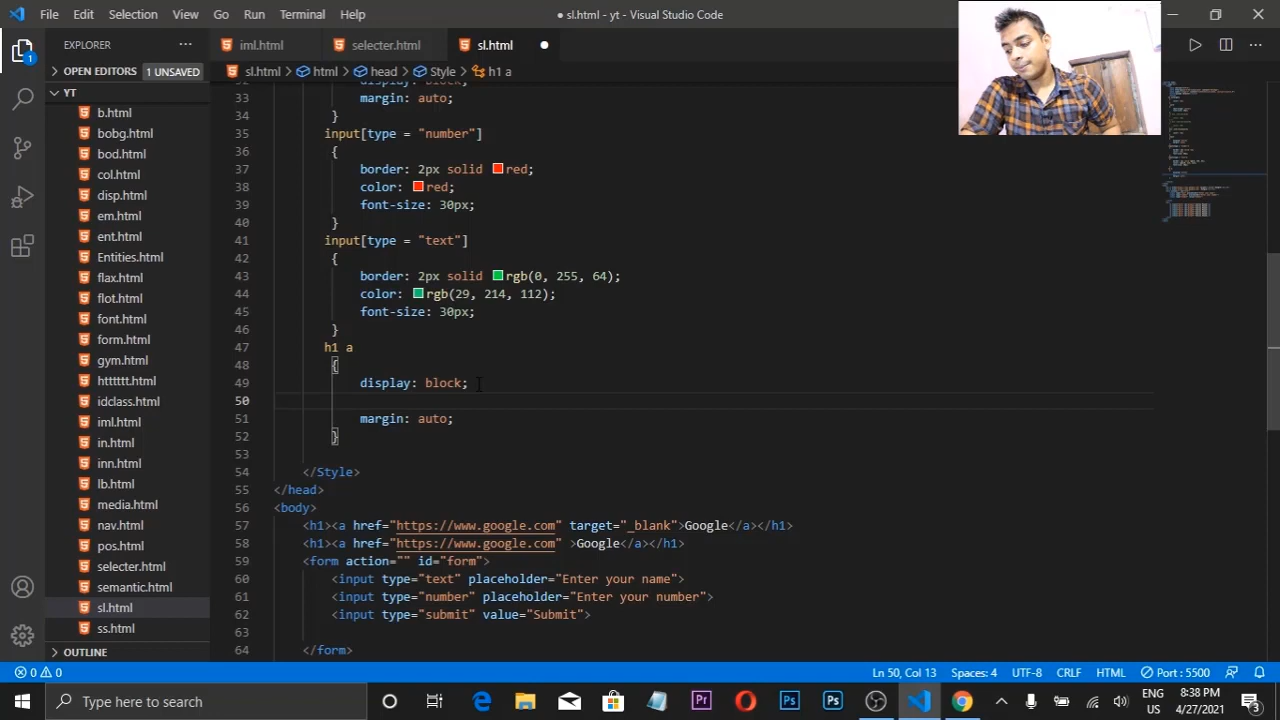 File Edit Selection View Go Run Terminal Help
● sl.html - yt - Visual Studio Code
EXPLORER
OPEN EDITORS 1 UNSAVED
YT
b.html
bobg.html
bod.html
col.html
disp.html
em.html
ent.html
Entities.html
flax.html
flot.html
font.html
form.html
gym.html
httttttt.html
idclass.html
iml.html
in.html
inn.html
lb.html
media.html
nav.html
pos.html
selecter.html
semantic.html
sl.html
ss.html
OUTLINE
iml.html selecter.html sl.html
sl.html > html > head > Style > h1 a
display: block;
33 margin: auto;
34 }
35 input[type = "number"]
36 {
37 border: 2px solid red;
38 color: red;
39 font-size: 30px;
40 }
41 input[type = "text"]
42 {
43 border: 2px solid rgb(0, 255, 64);
44 color: rgb(29, 214, 112);
45 font-size: 30px;
46 }
47 h1 a
48 {
49 display: block;
50
51 margin: auto;
52 }
53
54 </Style>
55 </head>
56 <body>
57 <h1><a href="https://www.google.com" target="_blank">Google</a></h1>
58 <h1><a href="https://www.google.com" >Google</a></h1>
59 <form action="" id="form">
60 <input type="text" placeholder="Enter your name">
61 <input type="number" placeholder="Enter your number">
62 <input type="submit" value="Submit">
63
64 </form>
0 0 Ln 50, Col 13 Spaces: 4 UTF-8 CRLF HTML Port : 5500
Type here to search
ENG
US
8:38 PM
4/27/2021